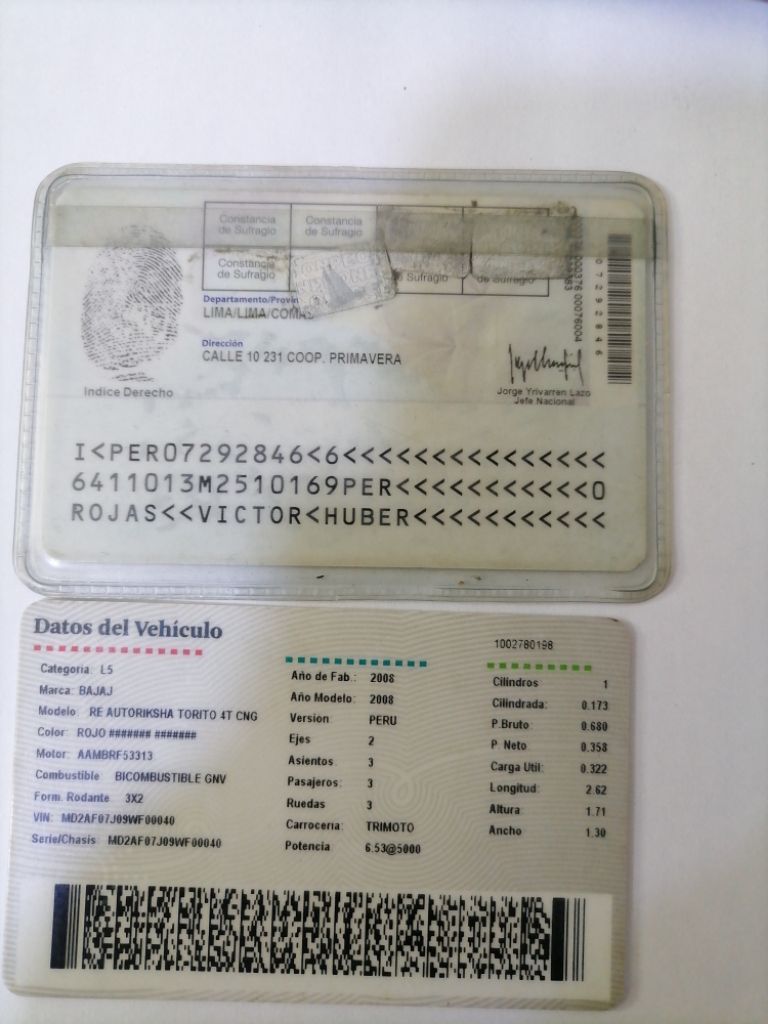 Constancia Constancia
de Sufragio de Sufragio
Constancia
de Sufragio Sufragio de Sufragio
Departamento/Provin
LIMA/LIMA/COMAS
Dirección
CALLE 10 231 COOP. PRIMAVERA
Indice Derecho
07292846
Jorge Yrivarren Lazo
Jefe Nacional
I<PER07292846<6<<<<<<<<<<<<<<<
6411013M2510169PER<<<<<<<<<<<0
ROJAS<<VICTOR<HUBER<<<<<<<<<<<
Datos del Vehículo
1002780198
Categoria: L5
Marca: BAJAJ
Modelo: RE AUTORIKSHA TORITO 4T CNG
Color: ROJO ####### #######
Motor: AAMBRF53313
Combustible BICOMBUSTIBLE GNV
Form. Rodante 3X2
VIN: MD2AF07J09WF00040
Serie/Chasis MD2AF07J09WF00040
Año de Fab.: 2008
Año Modelo: 2008
Version: PERU
Ejes 2
Asientos 3
Pasajeros: 3
Ruedas 3
Carroceria: TRIMOTO
Potencia 6.53@5000
Cilindros 1
Cilindrada: 0.173
P.Bruto: 0.680
P. Neto: 0.358
Carga Util: 0.322
Longitud: 2.62
Altura: 1.71
Ancho: 1.30